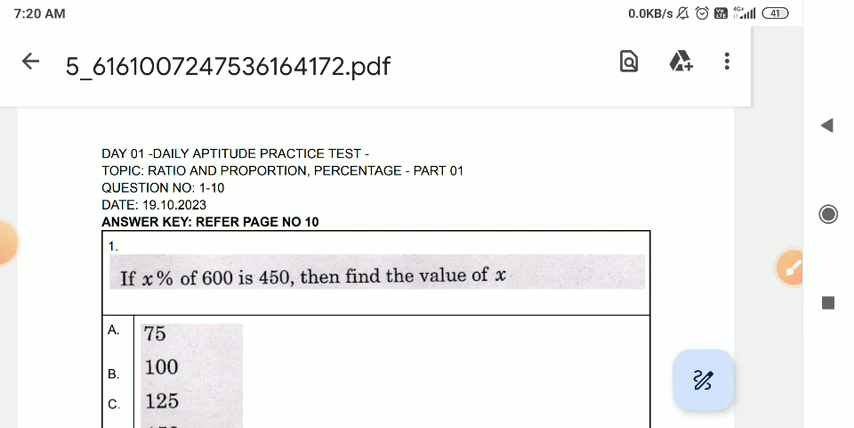 7:20 AM
0.0KB/s 4G+ 41
5_6161007247536164172.pdf
DAY 01 -DAILY APTITUDE PRACTICE TEST -
TOPIC: RATIO AND PROPORTION, PERCENTAGE - PART 01
QUESTION NO: 1-10
DATE: 19.10.2023
ANSWER KEY: REFER PAGE NO 10
1.
If x% of 600 is 450, then find the value of x
A. 75
B. 100
C. 125